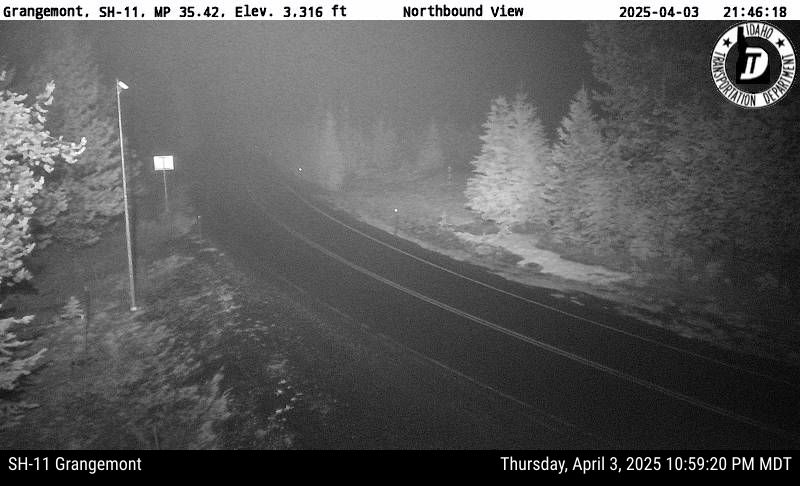 Grangemont, SH-11, MP 35.42, Elev. 3,316 ft Northbound View 2025-04-03 21:46:18
IDAHO
TRANSPORTATION DEPARTMENT
SH-11 Grangemont Thursday, April 3, 2025 10:59:20 PM MDT